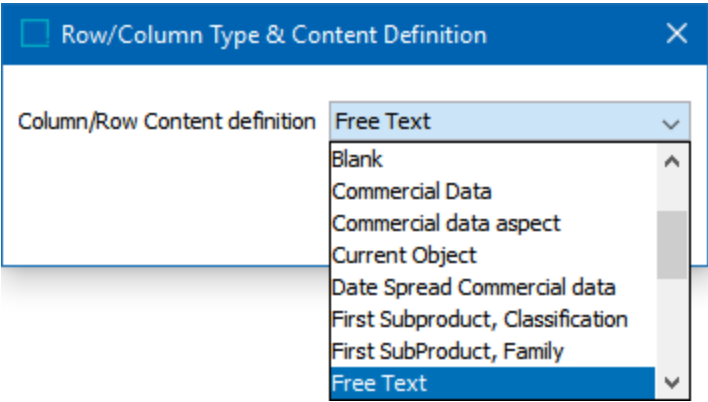 Row/Column Type & Content Definition
Column/Row Content definition Free Text
Blank
Commercial Data
Commercial data aspect
Current Object
Date Spread Commercial data
First Subproduct, Classification
First SubProduct, Family
Free Text